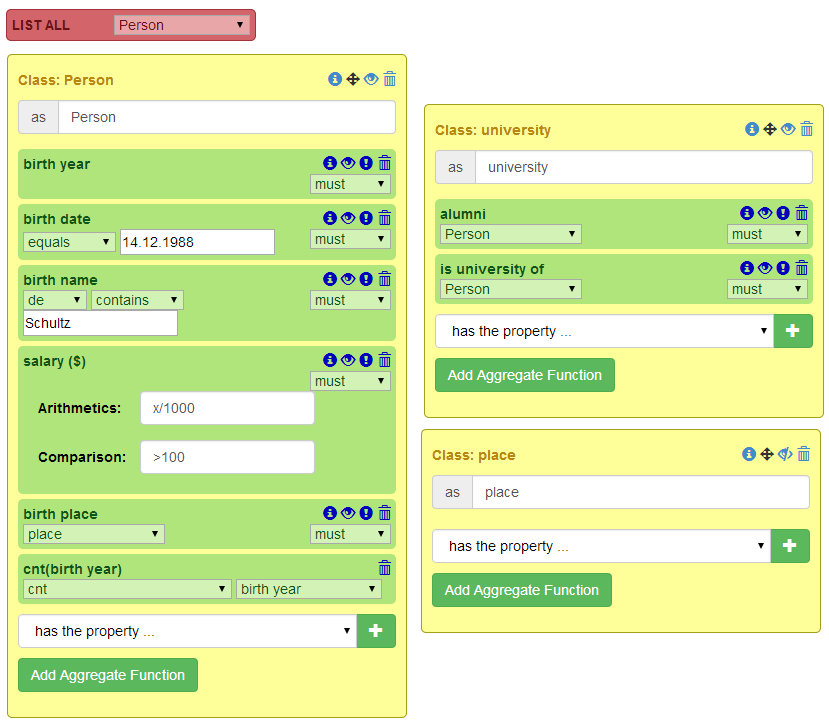 LIST ALL Person
Class: Person
as Person
birth year
must
birth date
equals 14.12.1988 must
birth name
de contains must
Schultz
salary ($)
must
Arithmetics: x/1000
Comparison: >100
birth place
place must
cnt(birth year)
cnt birth year
has the property ...
Add Aggregate Function
Class: university
as university
alumni
Person must
is university of
Person must
has the property ...
Add Aggregate Function
Class: place
as place
has the property ...
Add Aggregate Function